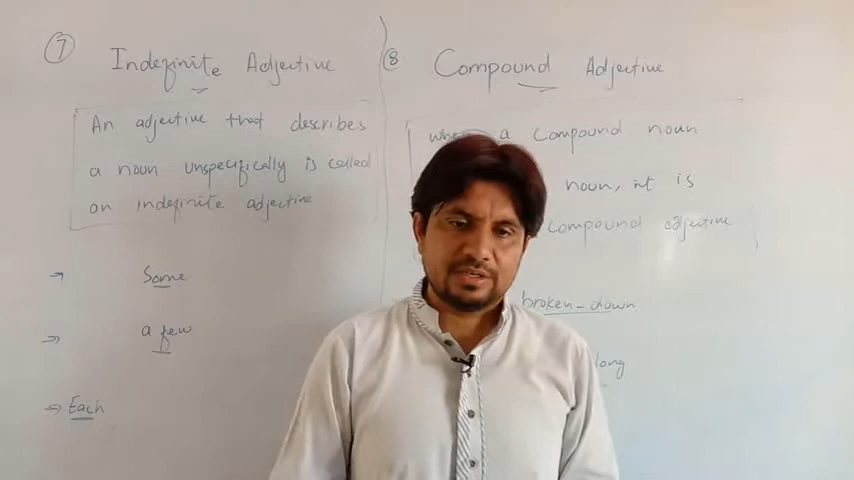 7 Indefinite Adjective
An adjective that describes
a noun unspecifically is called
an indefinite adjective
→ Some
→ a few
→ Each
8 Compound Adjective
a compound noun
noun, it is
compound adjective
broken-down
long